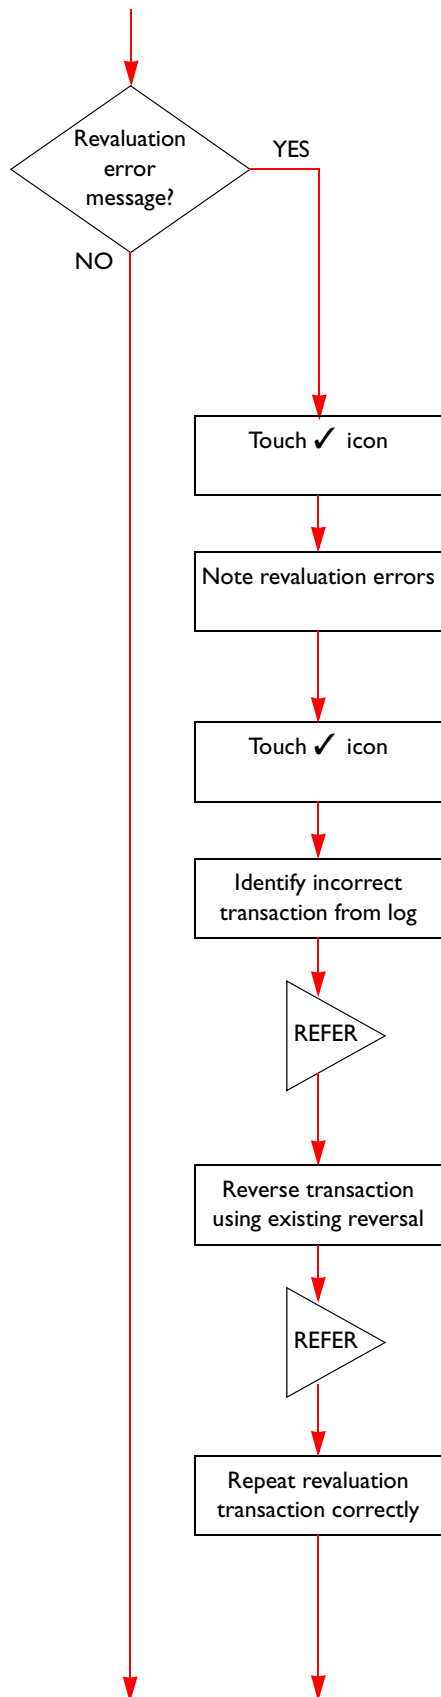 Revaluation
error
message?
YES
NO
Touch ✓ icon
Note revaluation errors
Touch ✓ icon
Identify incorrect
transaction from log
REFER
Reverse transaction
using existing reversal
REFER
Repeat revaluation
transaction correctly